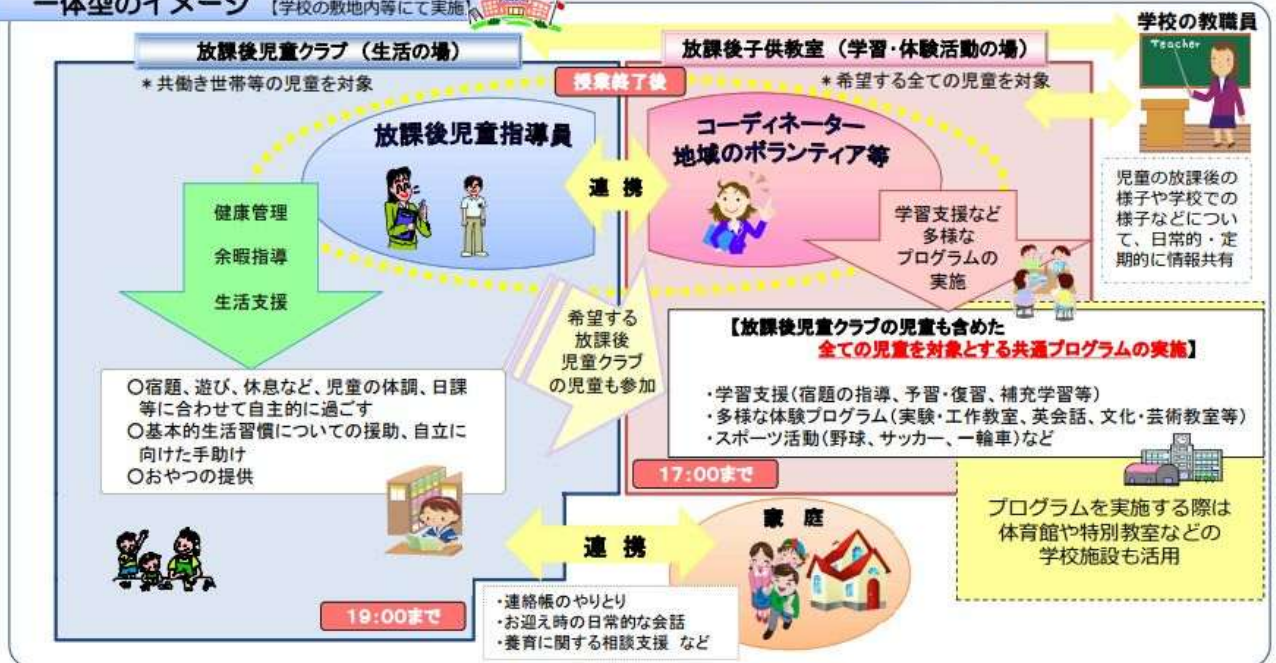 一体型のイメージ 【学校の敷地内等にて実施】
学校の教職員
Teacher
放課後児童クラブ（生活の場）
＊共働き世帯等の児童を対象
放課後子供教室（学習・体験活動の場）
＊希望する全ての児童を対象
授業終了後
放課後児童指導員
連携
コーディネーター
地域のボランティア等
児童の放課後の
様子や学校での
様子などについ
て、日常的・定
期的に情報共有
健康管理
余暇指導
生活支援
学習支援など
多様な
プログラムの
実施
希望する
放課後
児童クラブ
の児童も参加
【放課後児童クラブの児童も含めた
全ての児童を対象とする共通プログラムの実施】
・学習支援（宿題の指導、予習・復習、補充学習等）
・多様な体験プログラム（実験・工作教室、英会話、文化・芸術教室等）
・スポーツ活動（野球、サッカー、一輪車）など
○宿題、遊び、休息など、児童の体調、日課
等に合わせて自主的に過ごす
○基本的生活習慣についての援助、自立に
向けた手助け
○おやつの提供
17:00まで
プログラムを実施する際は
体育館や特別教室などの
学校施設も活用
連携
家庭
19:00まで
・連絡帳のやりとり
・お迎え時の日常的な会話
・養育に関する相談支援 など